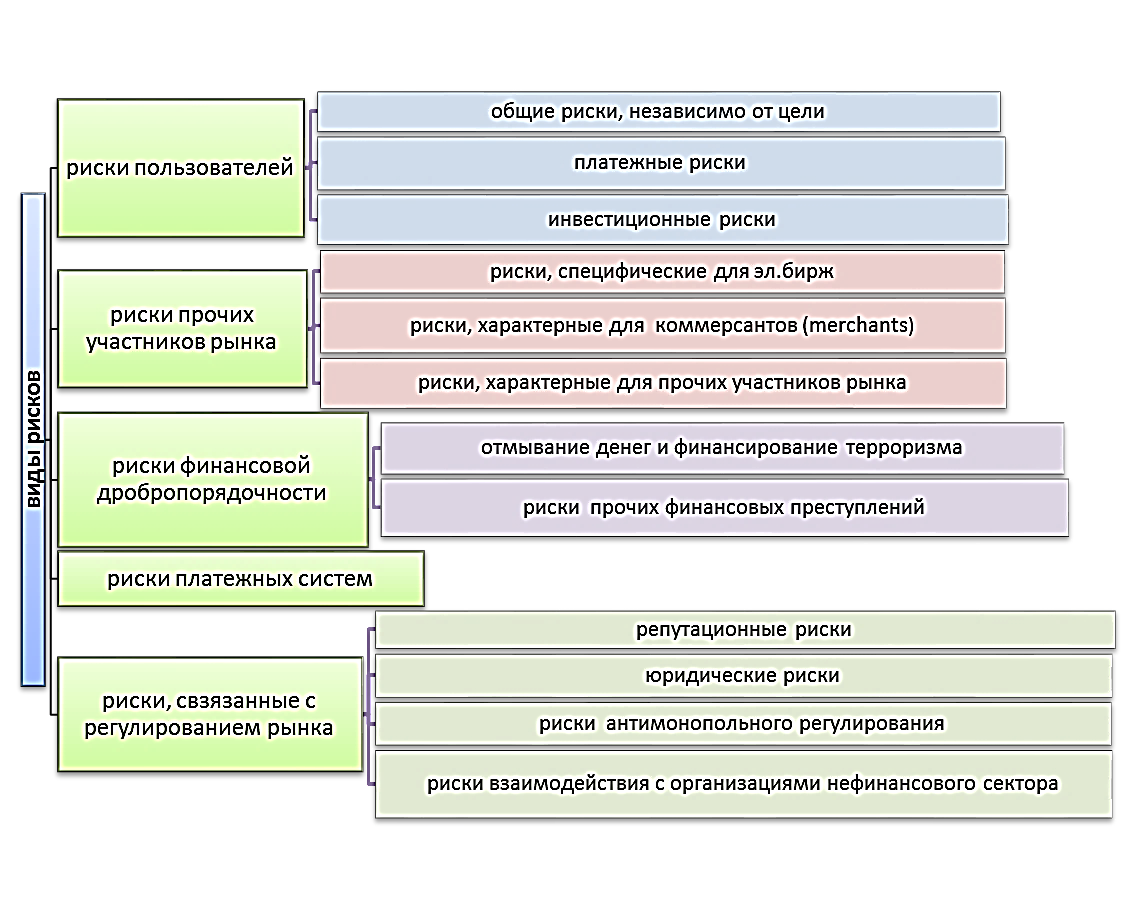 виды рисков
риски пользователей
общие риски, независимо от цели
платежные риски
инвестиционные риски
риски прочих
участников рынка
риски, специфические для эл.бирж
риски, характерные для коммерсантов (merchants)
риски, характерные для прочих участников рынка
риски финансовой
дробропорядочности
отмывание денег и финансирование терроризма
риски прочих финансовых преступлений
риски платежных систем
риски, свзязанные с
регулированием рынка
репутационные риски
юридические риски
риски антимонопольного регулирования
риски взаимодействия с организациями нефинансового сектора